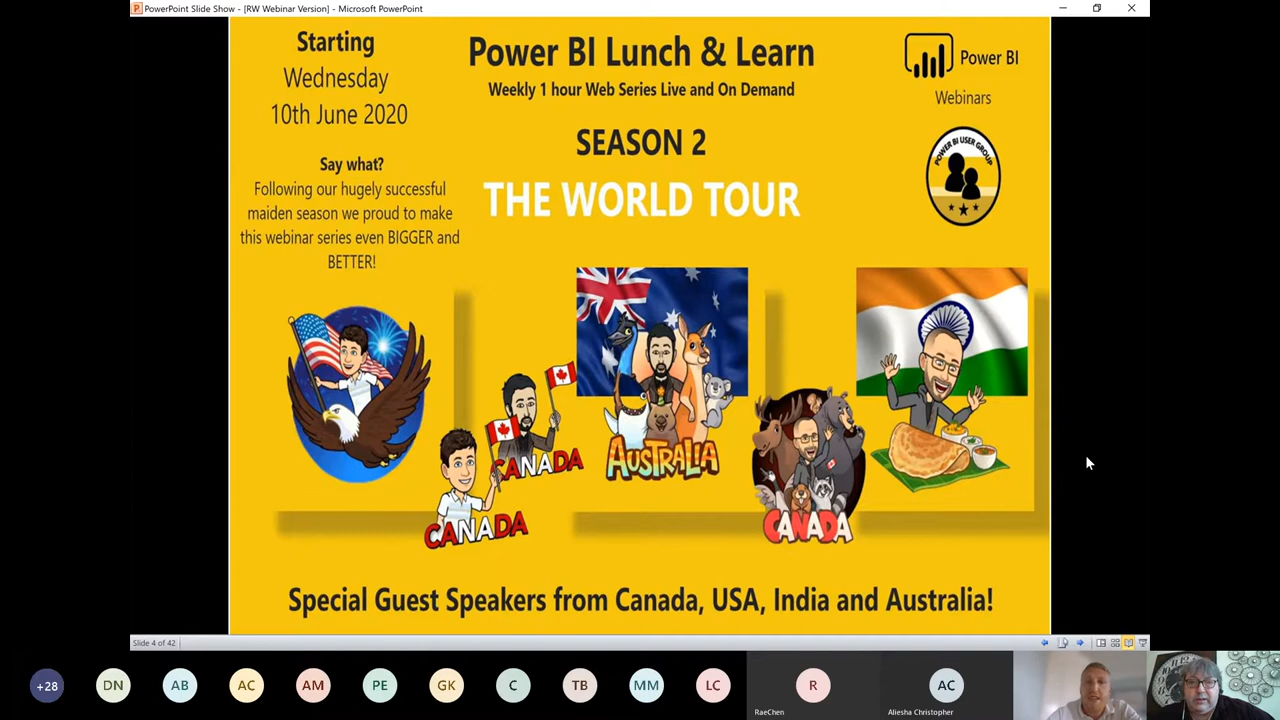 PowerPoint Slide Show - [RW Webinar Version] - Microsoft PowerPoint
Starting
Wednesday
10th June 2020
Say what?
Following our hugely successful
maiden season we proud to make
this webinar series even BIGGER and
BETTER!
Power BI Lunch & Learn
Weekly 1 hour Web Series Live and On Demand
SEASON 2
THE WORLD TOUR
Power BI
Webinars
POWER BI USER GROUP
CANADA
CANADA
AUSTRALIA
CANADA
Special Guest Speakers from Canada, USA, India and Australia!
Slide 4 of 42
+28
DN
AB
AC
AM
PE
GK
C
TB
MM
LC
R
RaeChen
AC
Aliesha Christopher